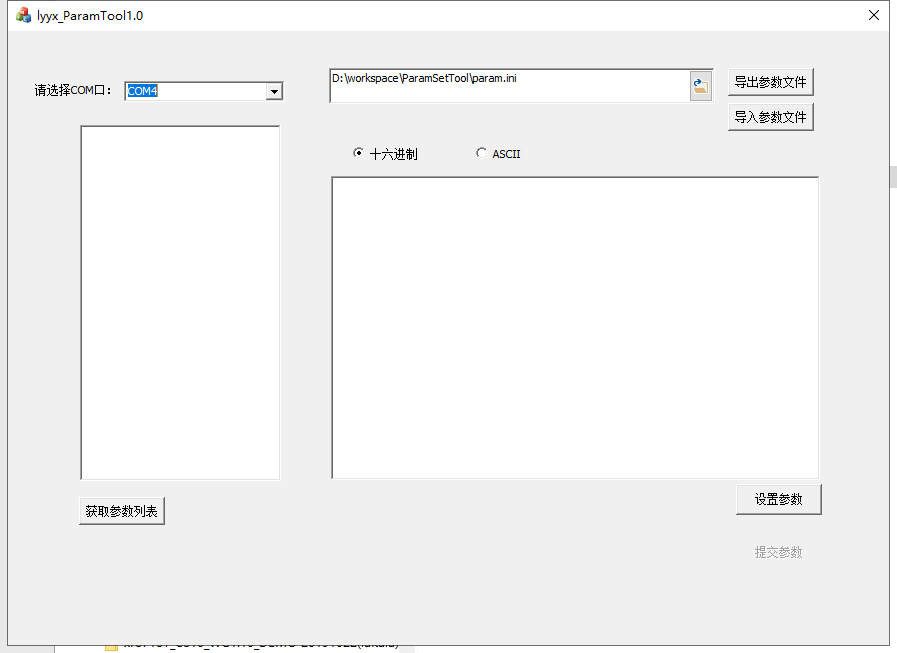 lyyx_ParamTool1.0
请选择COM口：
COM4
D:\workspace\ParamSetTool\param.ini
导出参数文件
导入参数文件
十六进制
ASCII
获取参数列表
设置参数
提交参数